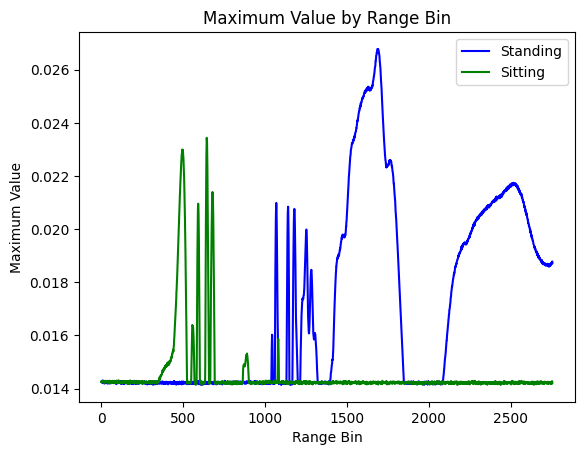 Maximum Value by Range Bin
Standing
Sitting
Maximum Value
0.026
0.024
0.022
0.020
0.018
0.016
0.014
0
500
1000
1500
2000
2500
Range Bin